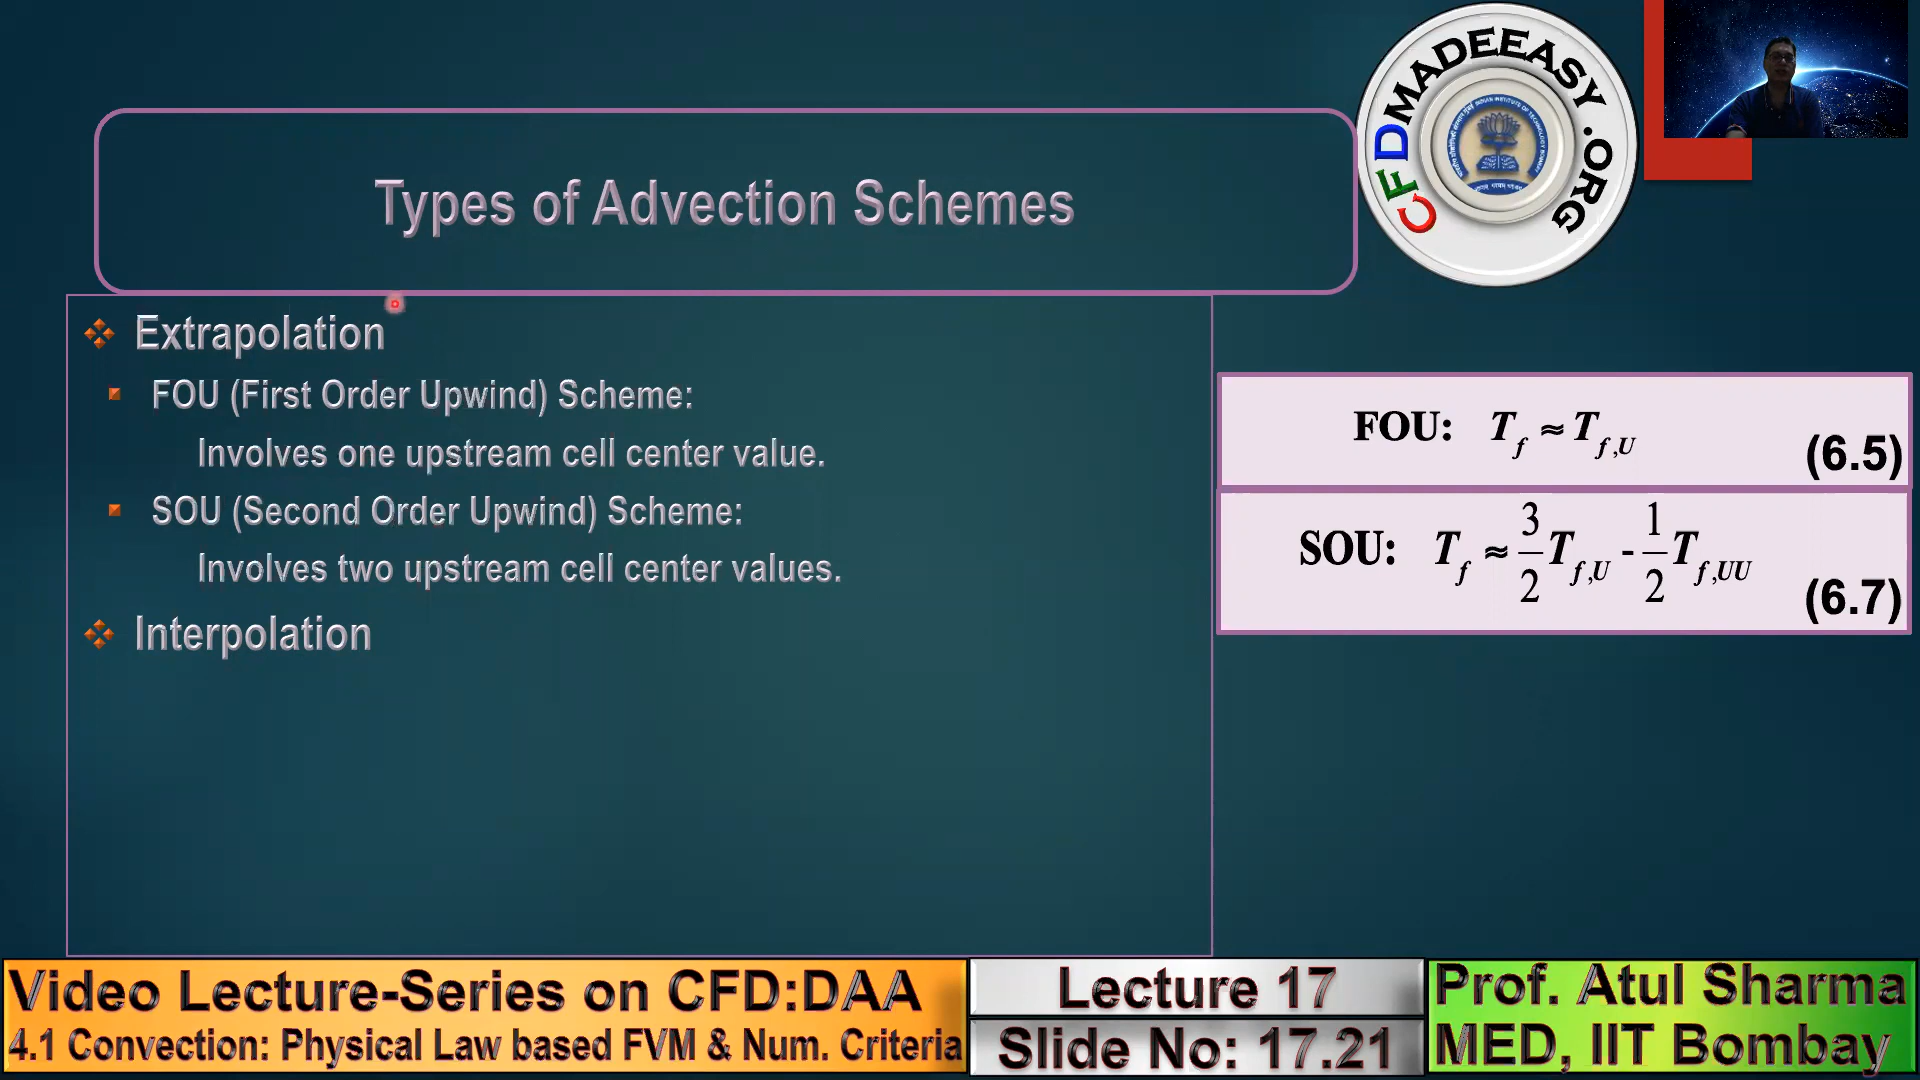 Types of Advection Schemes
CFDMADEEASY.ORG
Extrapolation
FOU (First Order Upwind) Scheme:
Involves one upstream cell center value.
SOU (Second Order Upwind) Scheme:
Involves two upstream cell center values.
Interpolation
FOU: T_f ≈ T_{f,U} (6.5)
SOU: T_f ≈ 3/2 T_{f,U} - 1/2 T_{f,UU} (6.7)
Video Lecture-Series on CFD:DAA
4.1 Convection: Physical Law based FVM & Num. Criteria
Lecture 17
Slide No: 17.21
Prof. Atul Sharma
MED, IIT Bombay